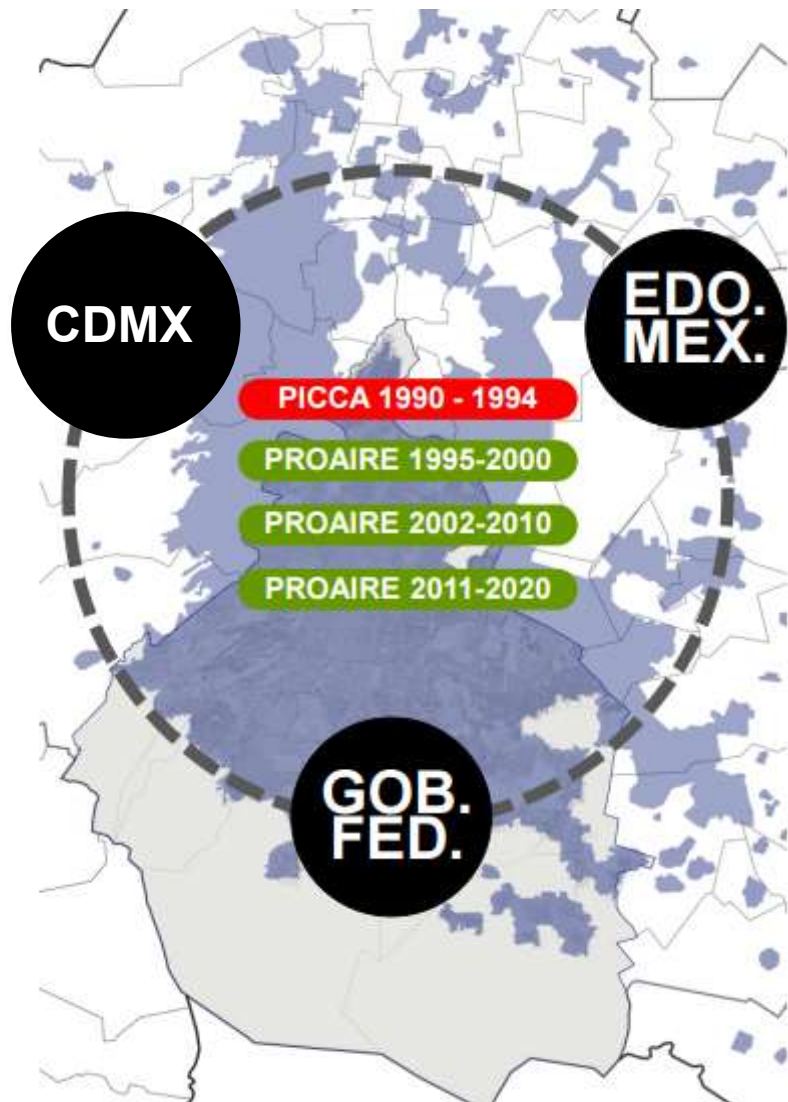 CDMX
EDO.
MEX.
PICCA 1990 - 1994
PROAIRE 1995-2000
PROAIRE 2002-2010
PROAIRE 2011-2020
GOB.
FED.